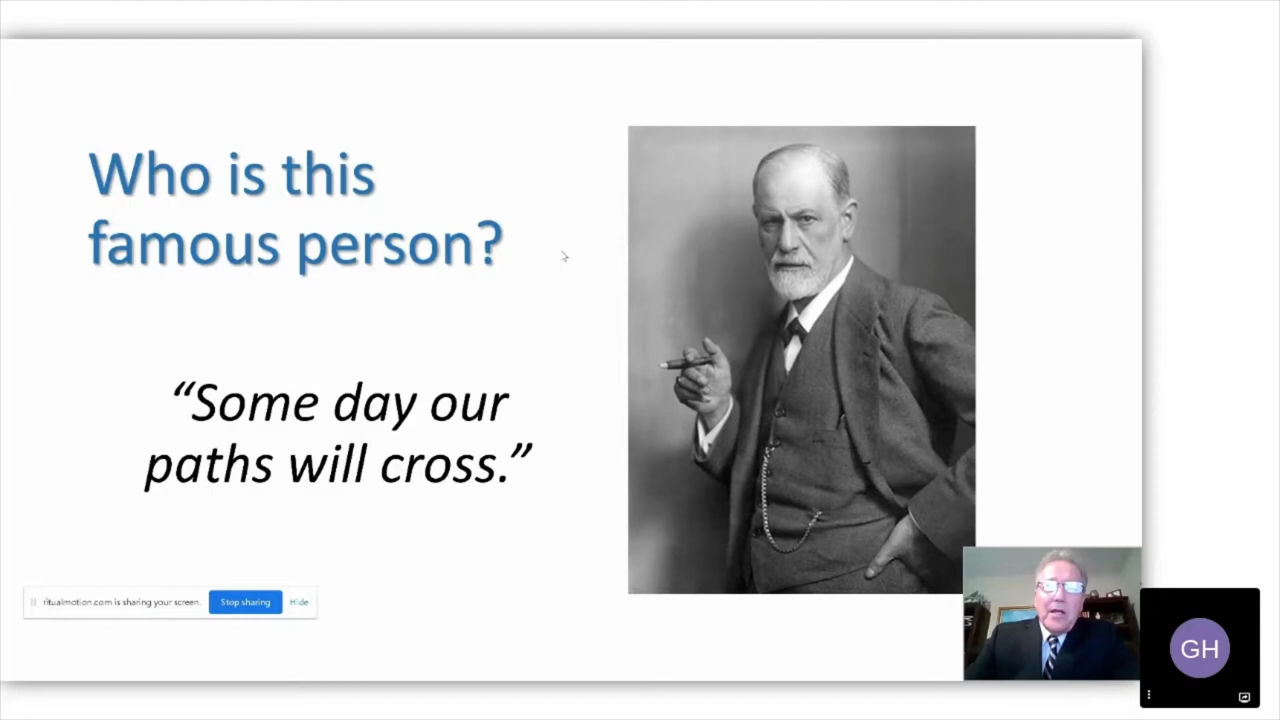 Who is this
famous person?
“Some day our
paths will cross.”
ritualmotion.com is sharing your screen.
Stop sharing
Hide
GH